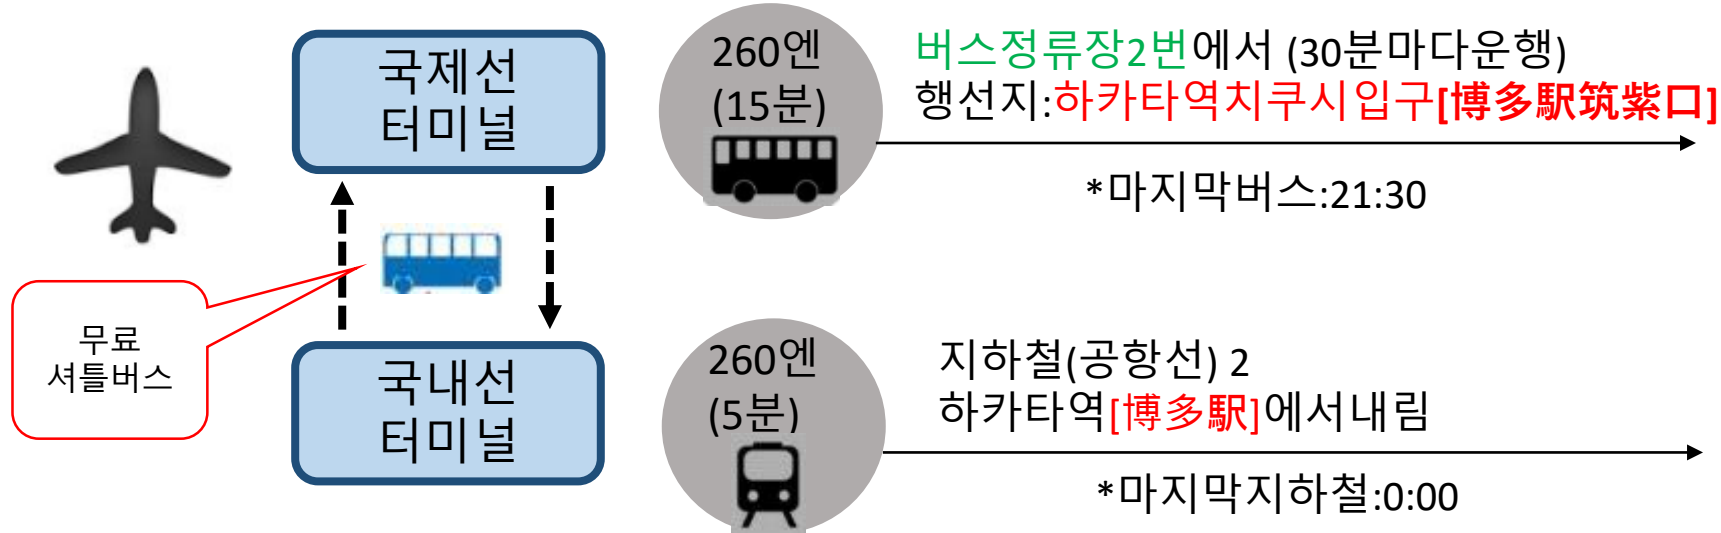 국제선
터미널
260엔
(15분)
버스정류장2번에서 (30분마다운행)
행선지:하카타역치쿠시입구[博多駅筑紫口]
*마지막버스:21:30
무료
셔틀버스
국내선
터미널
260엔
(5분)
지하철(공항선) 2
하카타역[博多駅]에서내림
*마지막지하철:0:00